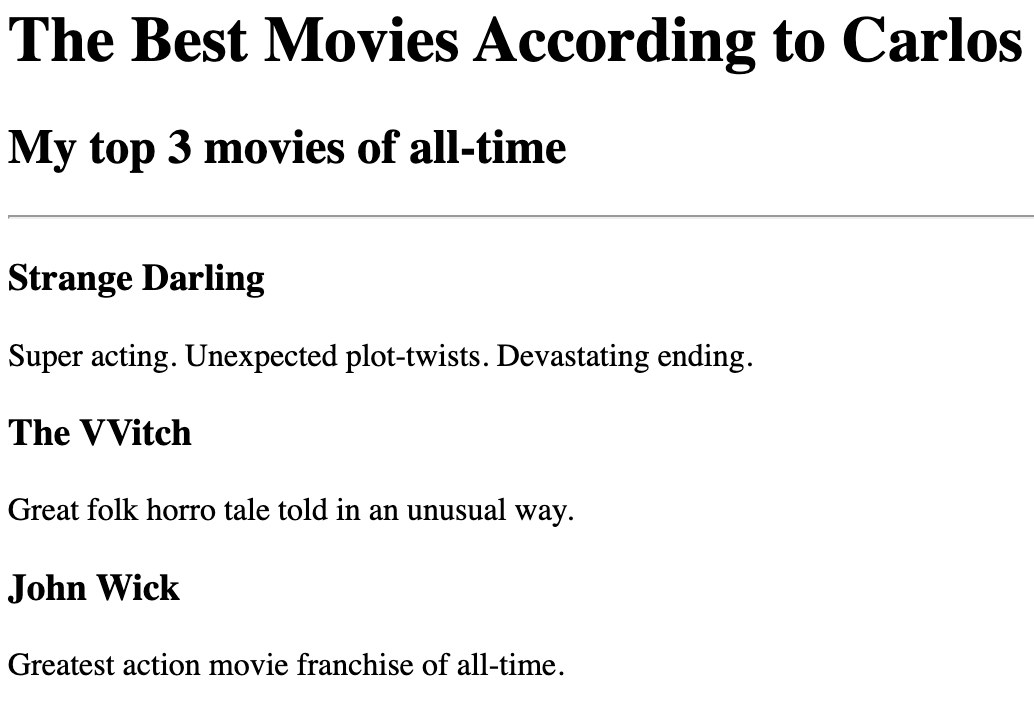 The Best Movies According to Carlos
My top 3 movies of all-time
Strange Darling
Super acting. Unexpected plot-twists. Devastating ending.
The VVitch
Great folk horro tale told in an unusual way.
John Wick
Greatest action movie franchise of all-time.